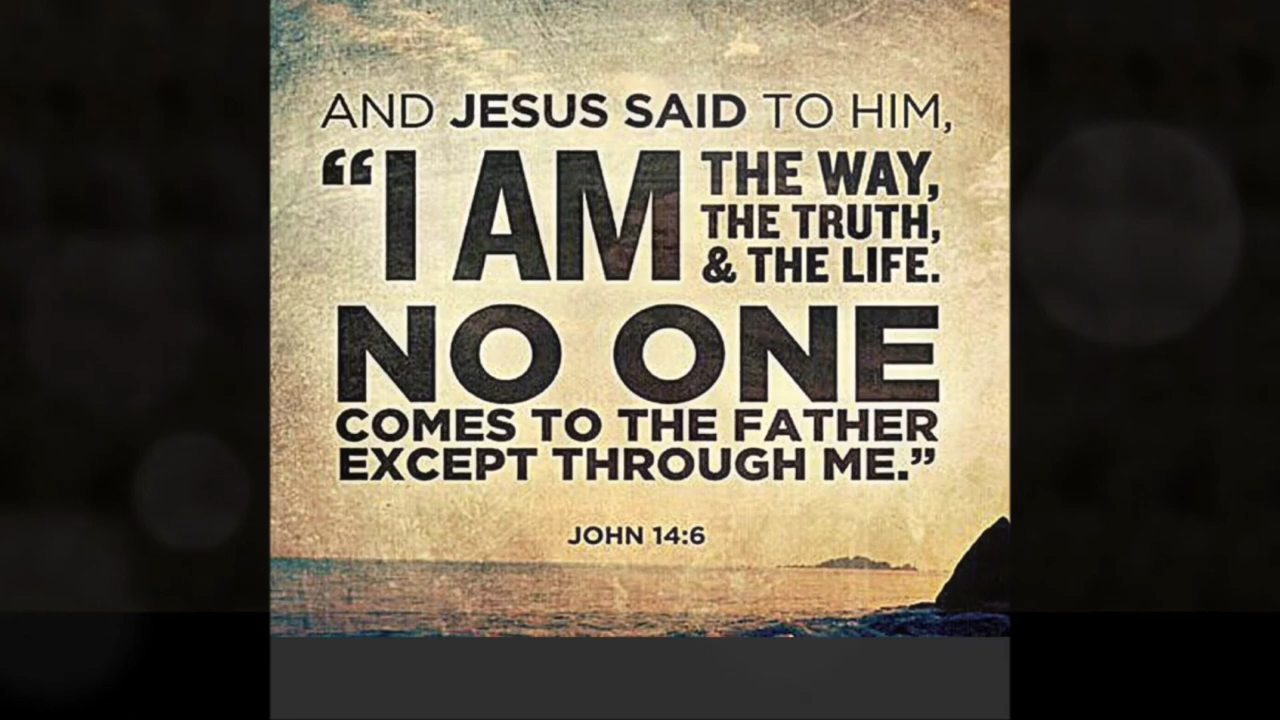 AND JESUS SAID TO HIM,
“I AM
THE WAY,
THE TRUTH,
& THE LIFE.
NO ONE
COMES TO THE FATHER
EXCEPT THROUGH ME.”
JOHN 14:6